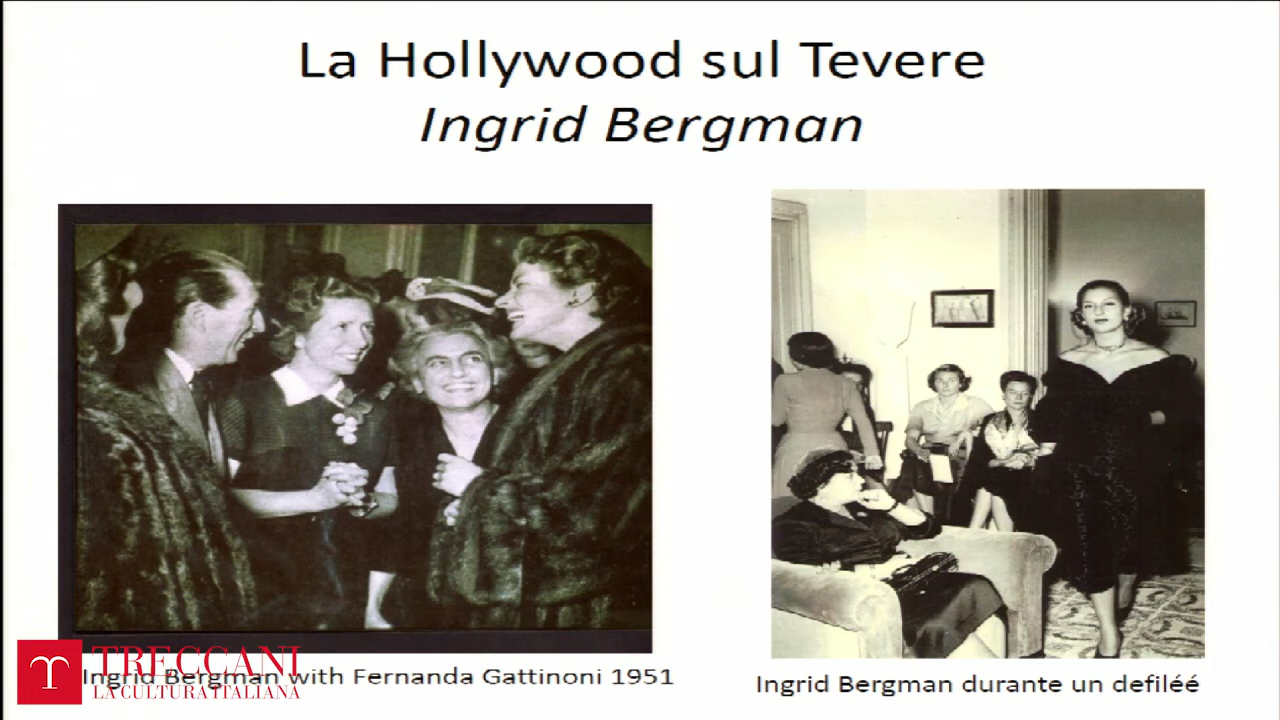 La Hollywood sul Tevere
Ingrid Bergman
Ingrid Bergman with Fernanda Gattinoni 1951
TRECCANI
LA CULTURA ITALIANA
Ingrid Bergman durante un defiléé